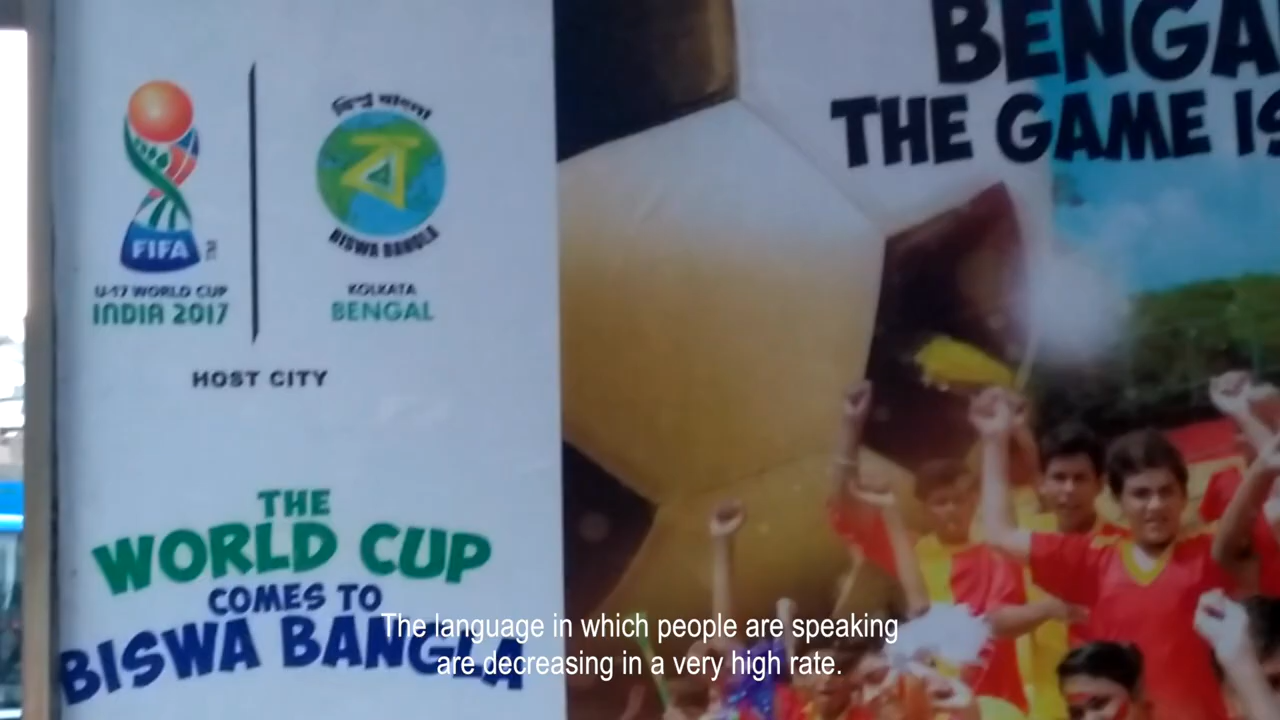 FIFA
U-17 WORLD CUP
INDIA 2017
বিশ্ব বাংলা
ব
BISWA BANGLA
KOLKATA
BENGAL
HOST CITY
THE
WORLD CUP
COMES TO
BISWA BANGLA
BENGA
THE GAME IS
The language in which people are speaking
are decreasing in a very high rate.